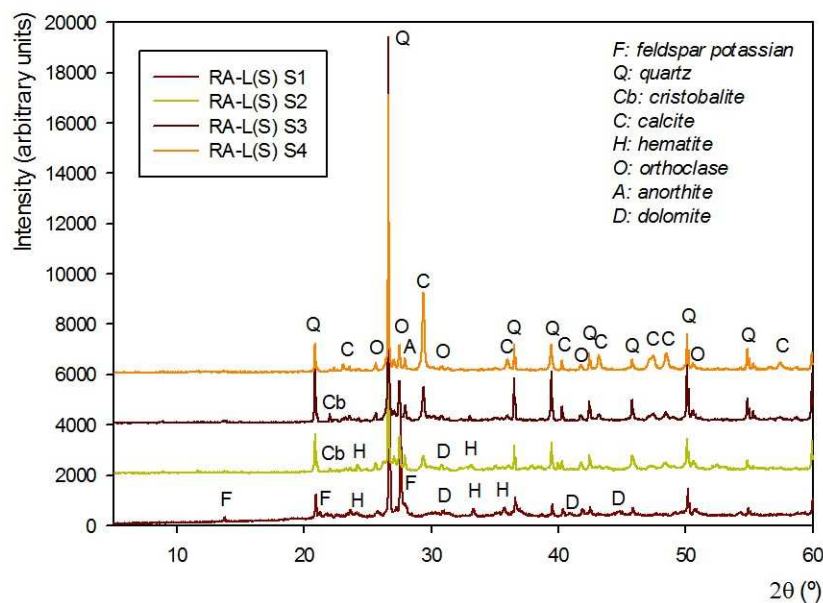 20000
18000
16000
14000
12000
10000
8000
6000
4000
2000
0
Intensity (arbitrary units)
RA-L(S) S1
RA-L(S) S2
RA-L(S) S3
RA-L(S) S4
F: feldspar potassian
Q: quartz
Cb: cristobalite
C: calcite
H: hematite
O: orthoclase
A: anorthite
D: dolomite
Q
Q C O O A C O C Q Q C O Q C Q C C Q O Q C
Cb
Cb H D H
F F H F D H H D D
10 20 30 40 50 60
2θ (º)